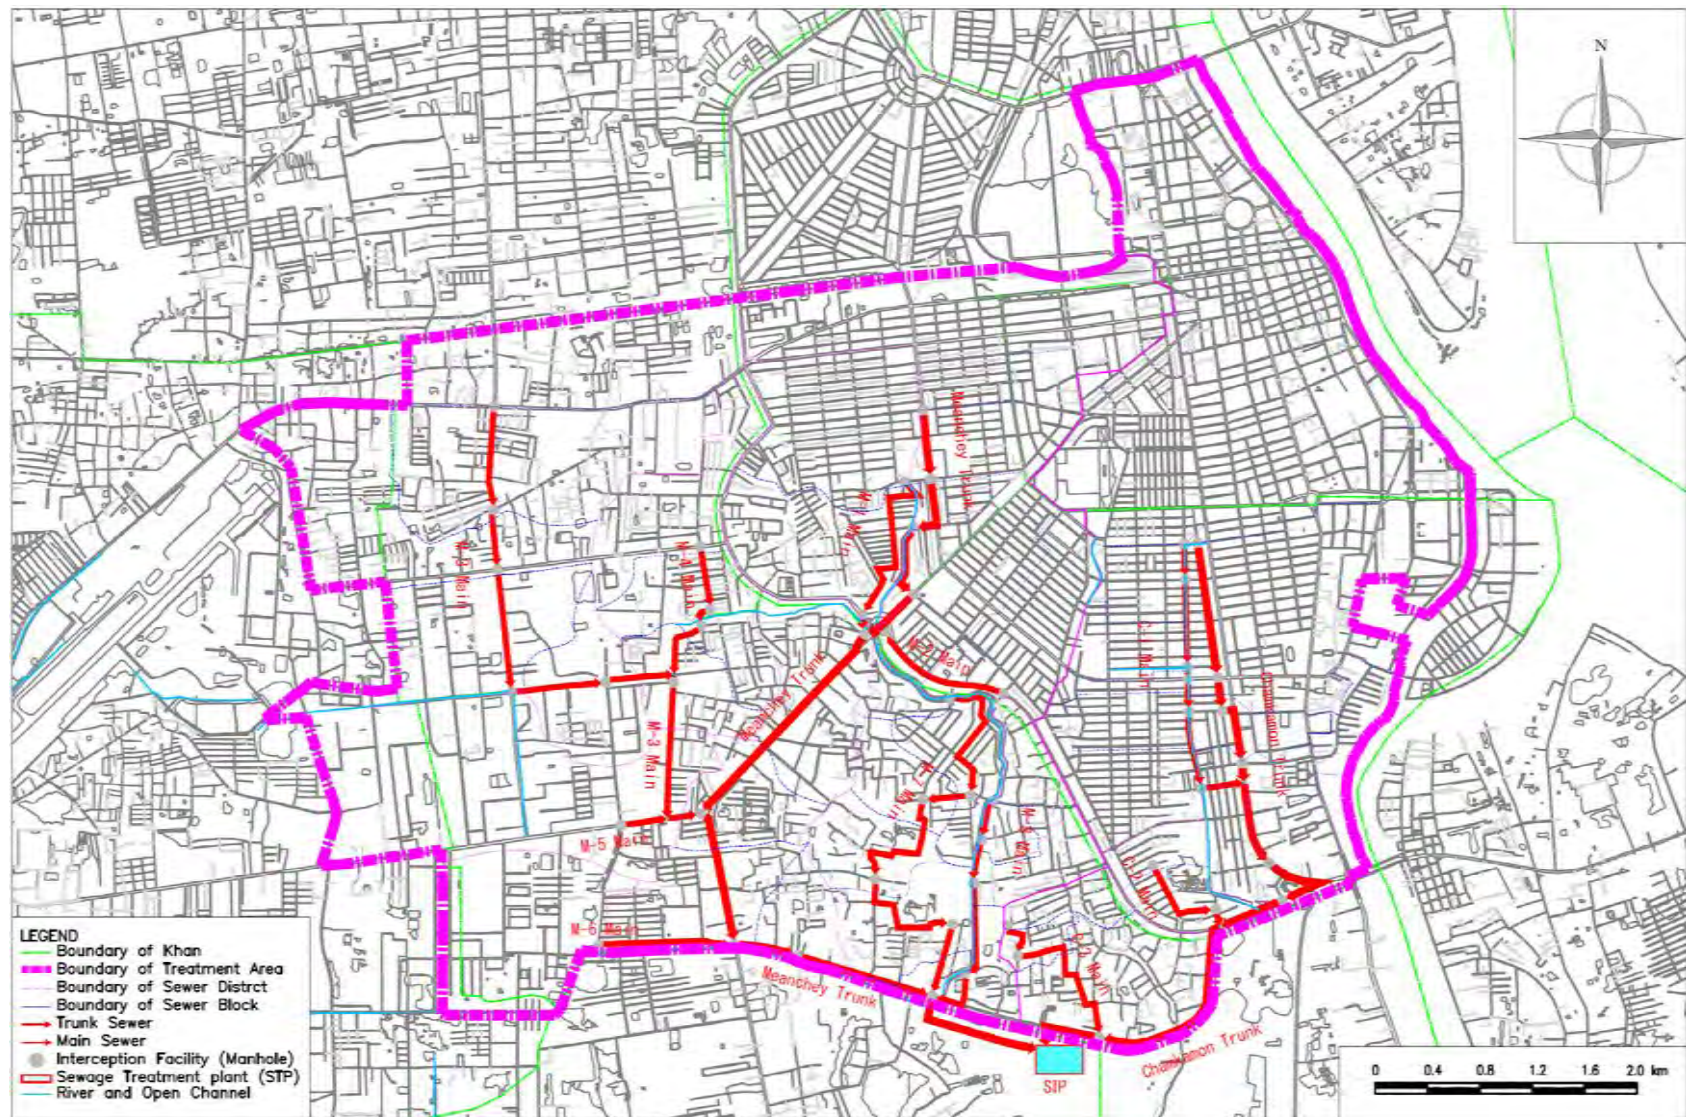 N
Meanchey Trunk
M-1 Main
M-4 Main
M-2 Main
C-1 Main
Chamkamon Trunk
Meanchey Trunk
M-3 Main
M-7 Main
M-5 Main
C-2 Main
M-6 Main
Meanchey Trunk
Chamkamon Trunk
STP
LEGEND
Boundary of Khan
Boundary of Treatment Area
Boundary of Sewer Distrct
Boundary of Sewer Block
Trunk Sewer
Main Sewer
Interception Facility (Manhole)
Sewage Treatment plant (STP)
River and Open Channel
0 0.4 0.8 1.2 1.6 2.0 km